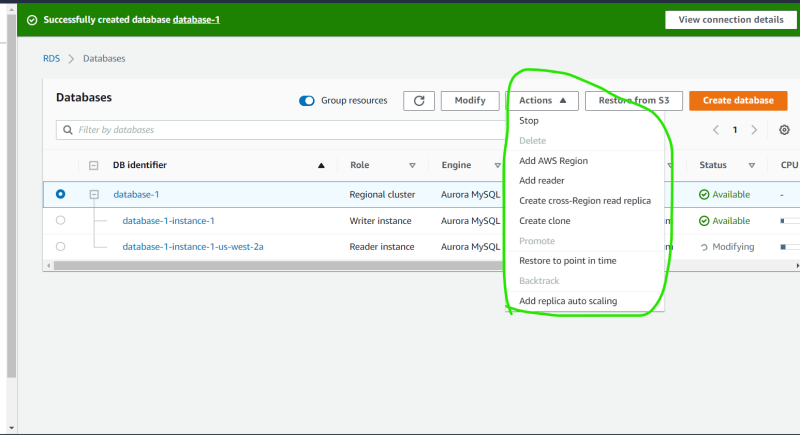 Successfully created database database-1
View connection details
RDS > Databases
Databases
Group resources
Modify
Actions
Restore from S3
Create database
Filter by databases
1
DB identifier Role Engine Status CPU
database-1 Regional cluster Aurora MySQL Available -
database-1-instance-1 Writer instance Aurora MySQL Available
database-1-instance-1-us-west-2a Reader instance Aurora MySQL Modifying
Stop
Delete
Add AWS Region
Add reader
Create cross-Region read replica
Create clone
Promote
Restore to point in time
Backtrack
Add replica auto scaling